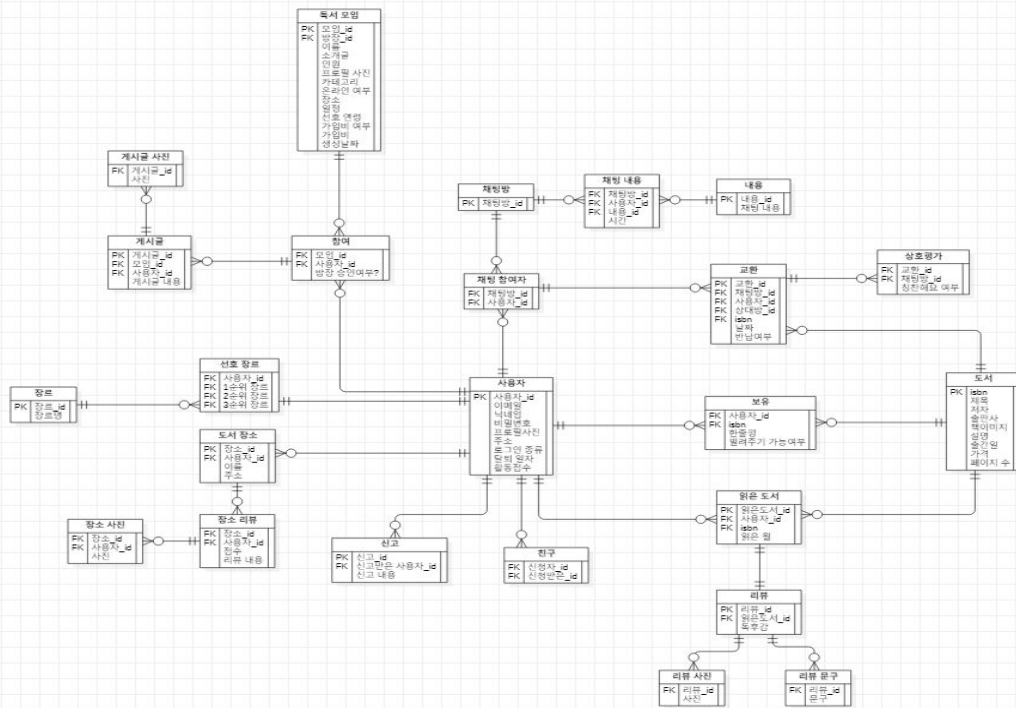 독서 모임
PK 모임_id
FK 방장_id
이름
소개글
인원
프로필 사진
카테고리
온라인 여부
장소
일정
선호 연령
가입비 여부
가입비
생성날짜
게시글 사진
FK 게시글_id
사진
게시글
PK 게시글_id
FK 모임_id
FK 사용자_id
게시글 내용
참여
FK 모임_id
FK 사용자_id
방장 승인여부?
채팅방
PK 채팅방_id
채팅 내용
FK 채팅방_id
FK 사용자_id
FK 내용_id
시간
내용
PK 내용_id
채팅 내용
채팅 참여자
FK 채팅방_id
FK 사용자_id
교환
PK 교환_id
FK 채팅방_id
FK 사용자_id
FK 상대방_id
FK isbn
날짜
반납여부
상호평가
FK 교환_id
FK 채팅방_id
칭찬해요 여부
장르
PK 장르_id
장르명
선호 장르
FK 사용자_id
FK 1순위 장르
FK 2순위 장르
FK 3순위 장르
사용자
PK 사용자_id
이메일
닉네임
비밀번호
프로필사진
주소
로그인 종류
탈퇴 일자
활동점수
보유
FK 사용자_id
FK isbn
한줄평
빌려주기 가능여부
도서
PK isbn
제목
저자
출판사
책이미지
설명
출간일
가격
페이지 수
도서 장소
PK 장소_id
FK 사용자_id
이름
주소
장소 사진
FK 장소_id
FK 사용자_id
사진
장소 리뷰
FK 장소_id
FK 사용자_id
점수
리뷰 내용
신고
PK 신고_id
FK 신고받은 사용자_id
신고 내용
친구
FK 신청자_id
FK 신청받은_id
읽은 도서
PK 읽은도서_id
FK 사용자_id
FK isbn
읽은 월
리뷰
PK 리뷰_id
FK 읽은도서_id
독후감
리뷰 사진
FK 리뷰_id
사진
리뷰 문구
FK 리뷰_id
문구